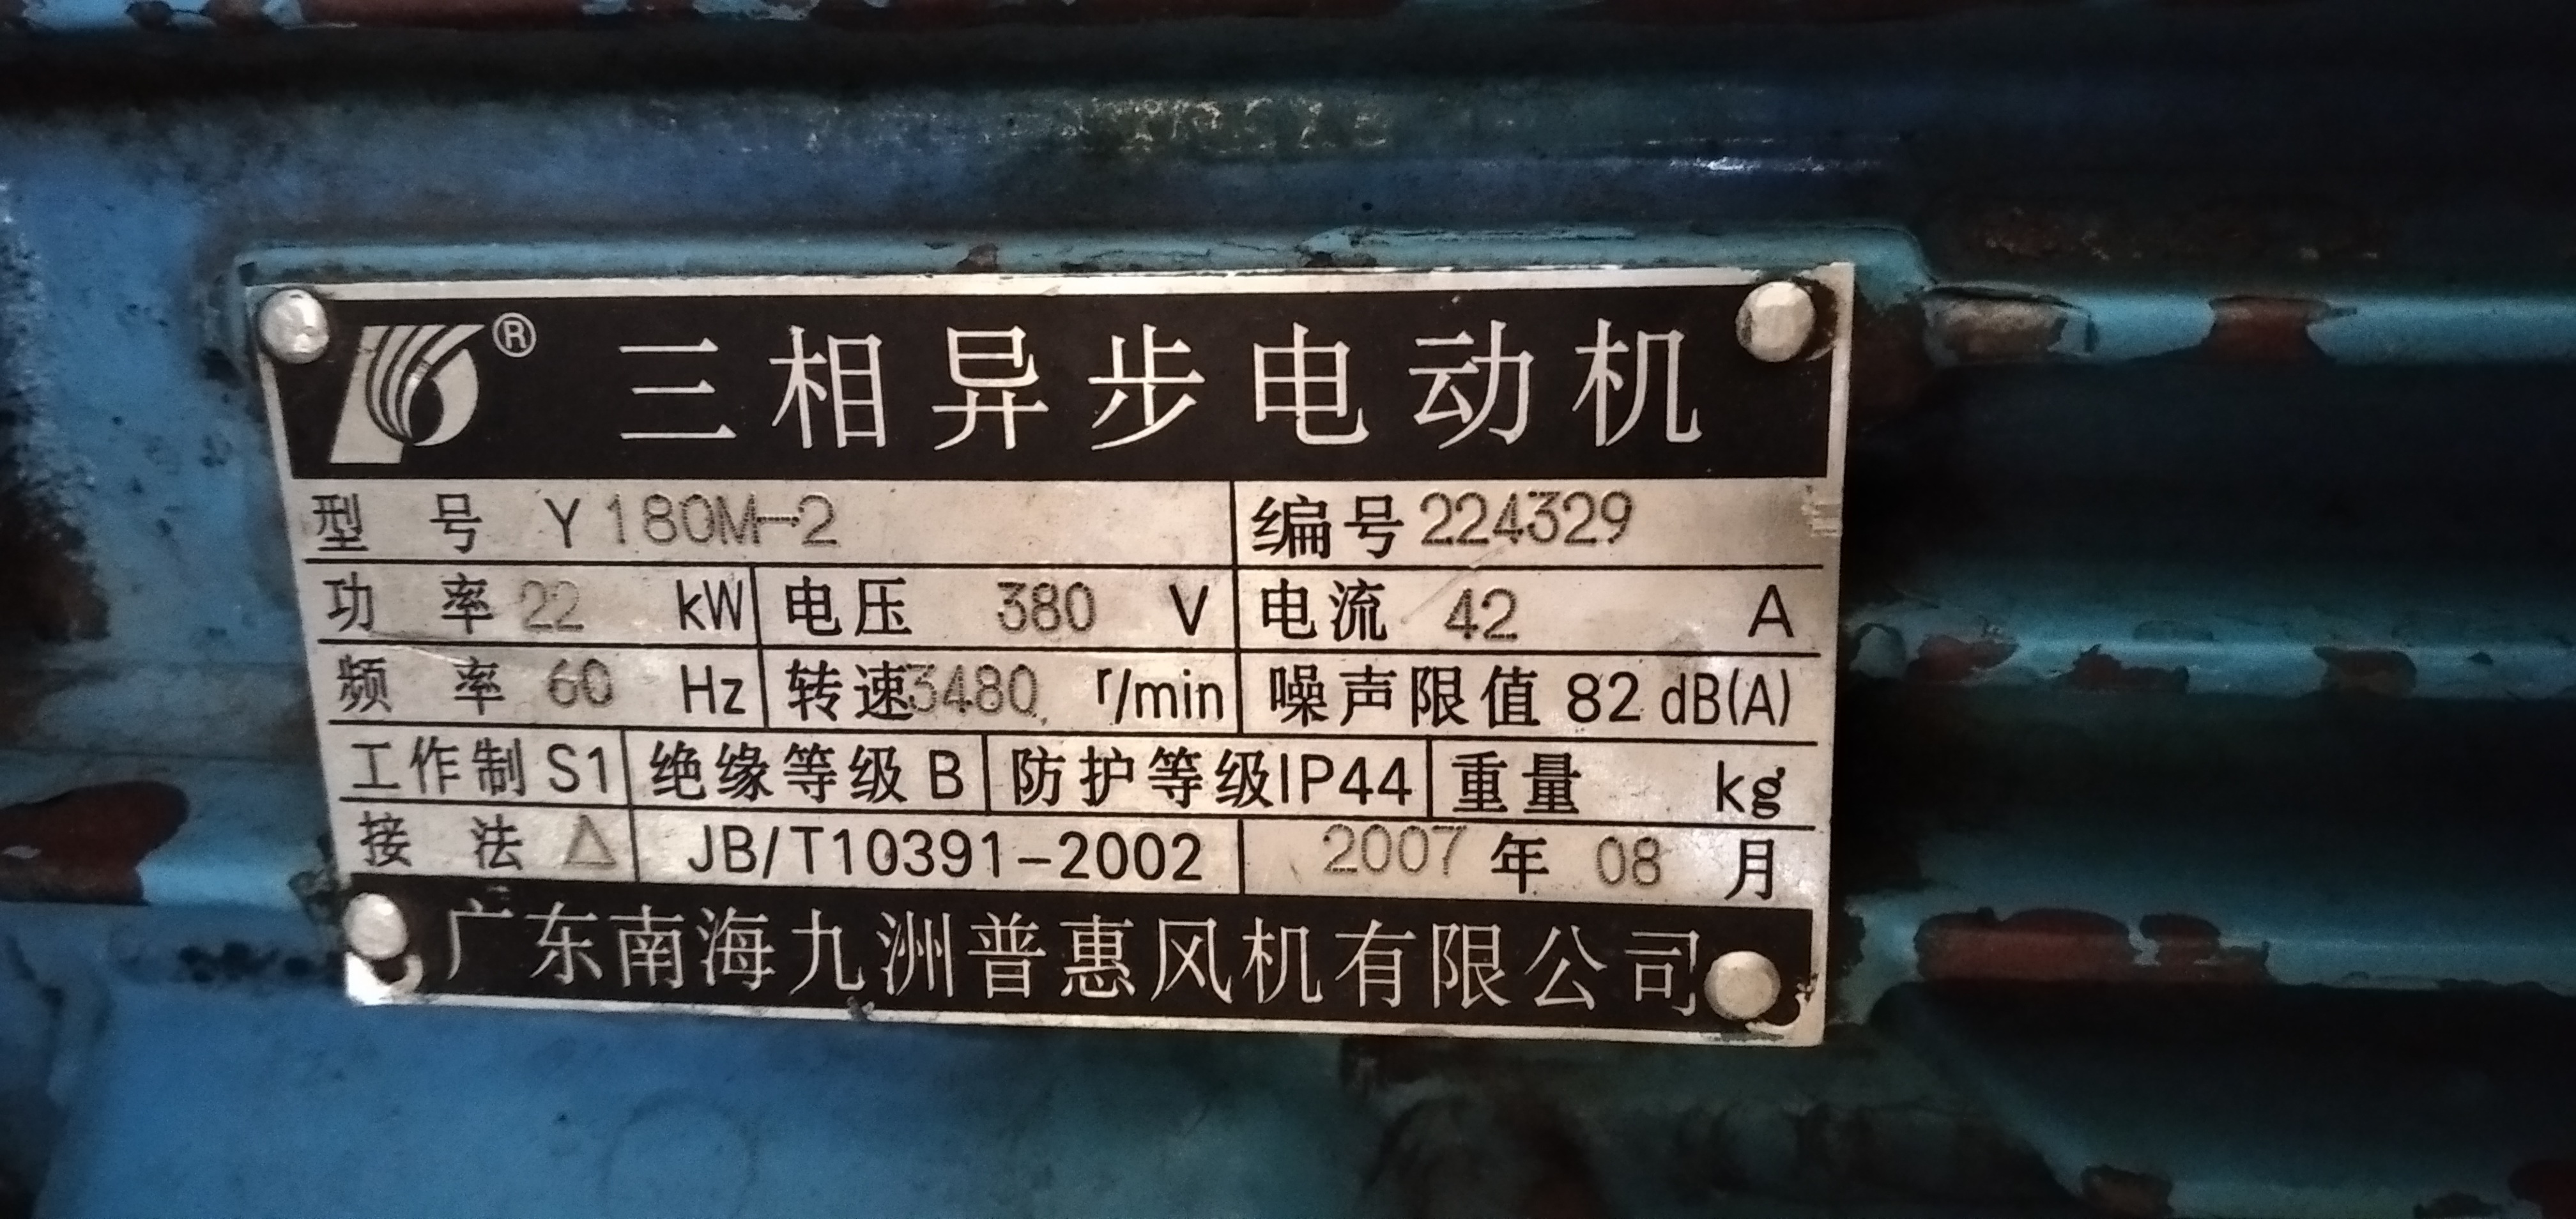 ® 三相异步电动机
型号 Y180M-2 编号 224329
功率 22 kW 电压 380 V 电流 42 A
频率 60 Hz 转速 3480 r/min 噪声限值 82 dB(A)
工作制 S1 绝缘等级 B 防护等级 IP44 重量 kg
接法 △ JB/T10391-2002 2007 年 08 月
广东南海九洲普惠风机有限公司